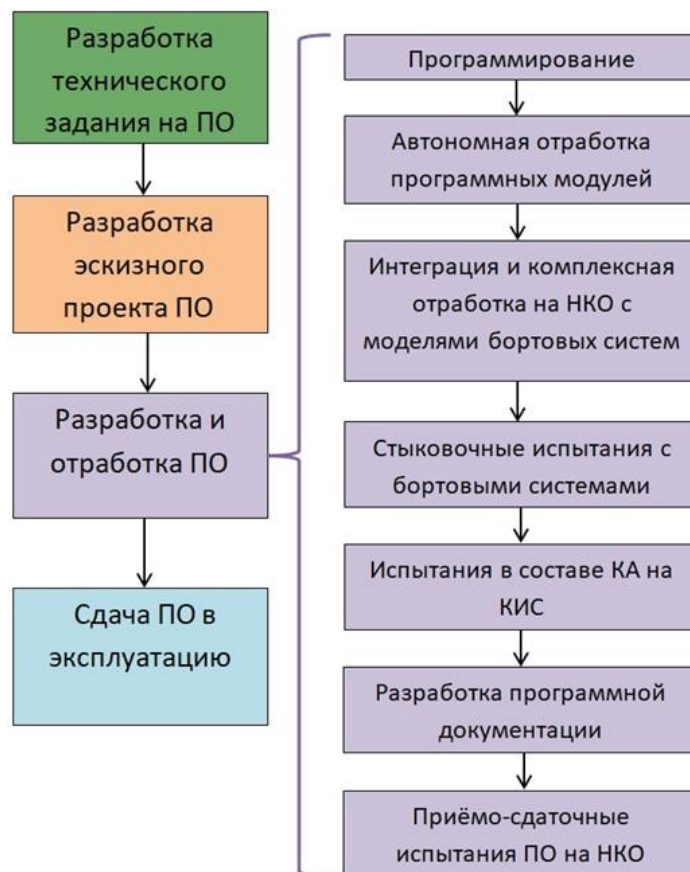 Разработка
технического
задания на ПО
Разработка
эскизного
проекта ПО
Разработка и
отработка ПО
Сдача ПО в
эксплуатацию
Программирование
Автономная отработка
программных модулей
Интеграция и комплексная
отработка на НКО с
моделями бортовых систем
Стыковочные испытания с
бортовыми системами
Испытания в составе КА на
КИС
Разработка программной
документации
Приёмо-сдаточные
испытания ПО на НКО